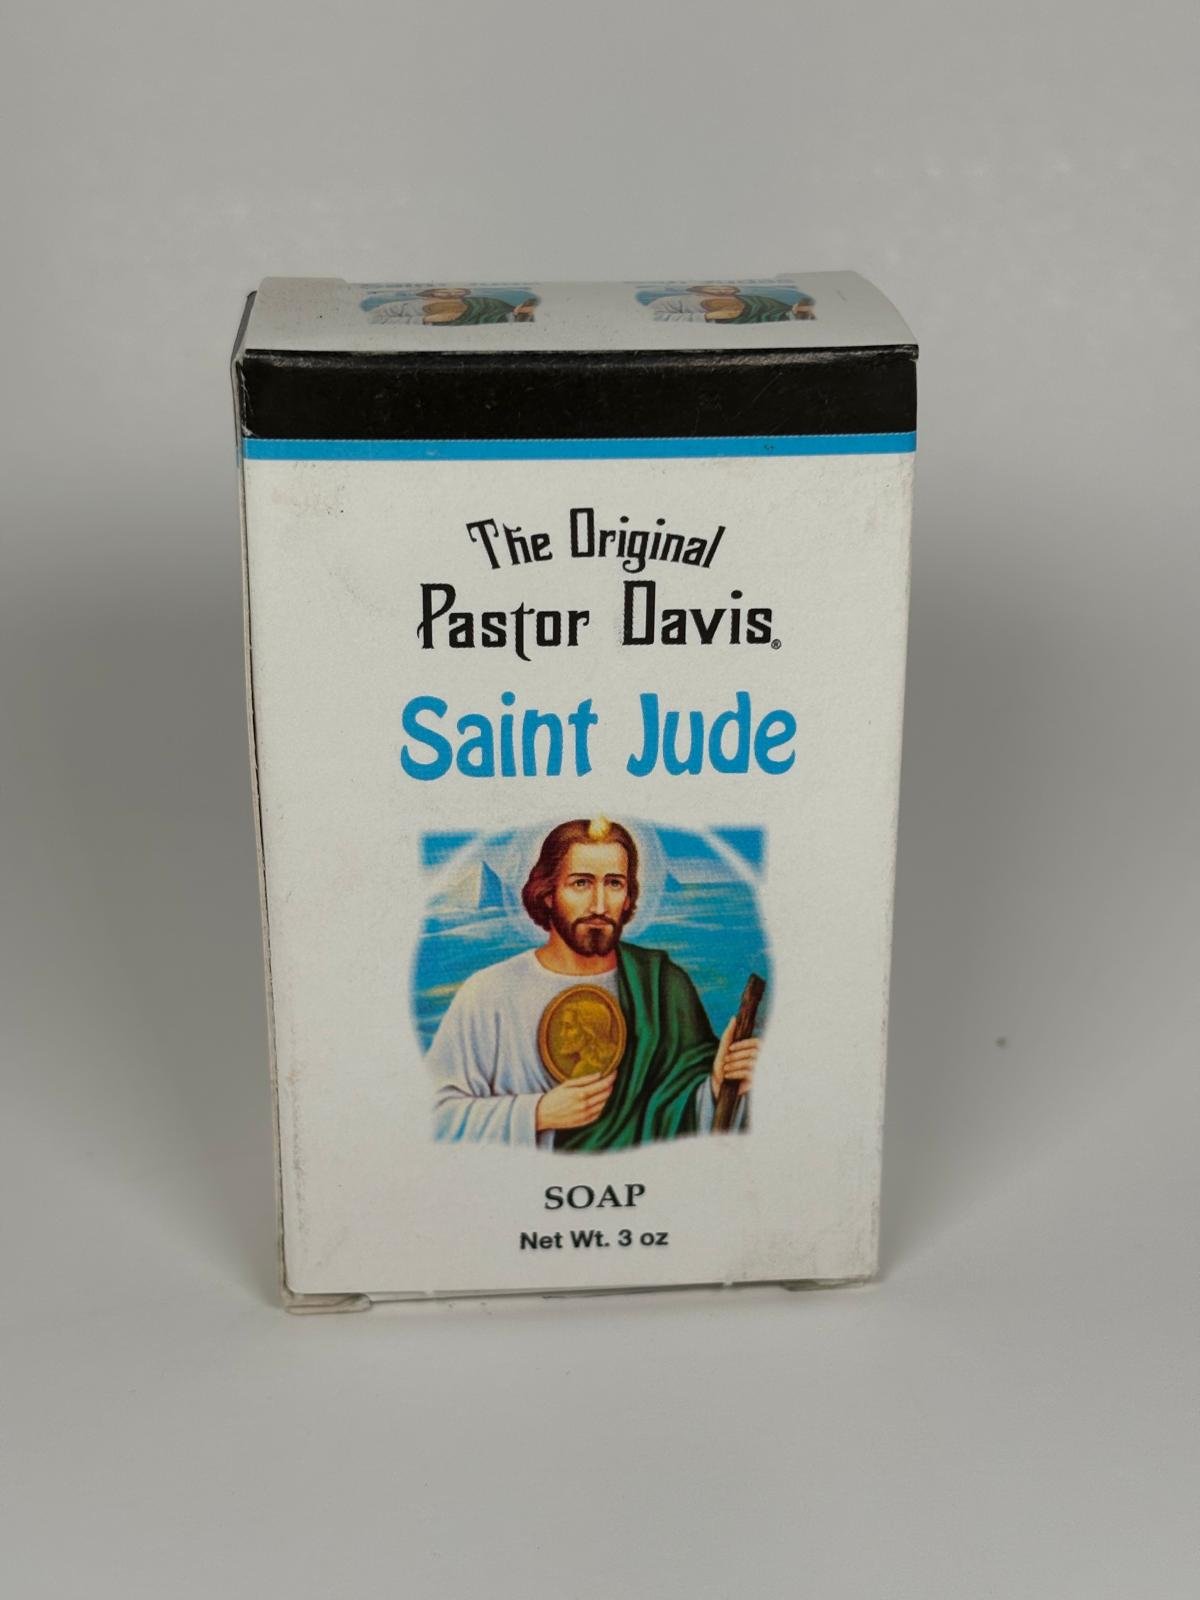 The Original
Pastor Davis®
Saint Jude
SOAP
Net Wt. 3 oz